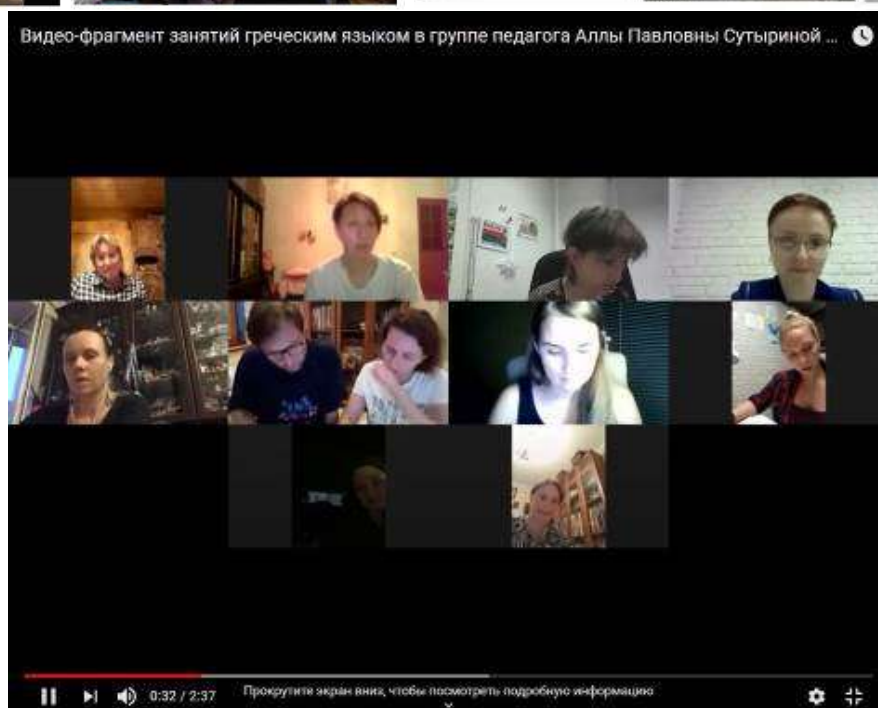 Видео-фрагмент занятий греческим языком в группе педагога Аллы Павловны Сутыриной ...
0:32 / 2:37
Прокрутите экран вниз, чтобы посмотреть подробную информацию